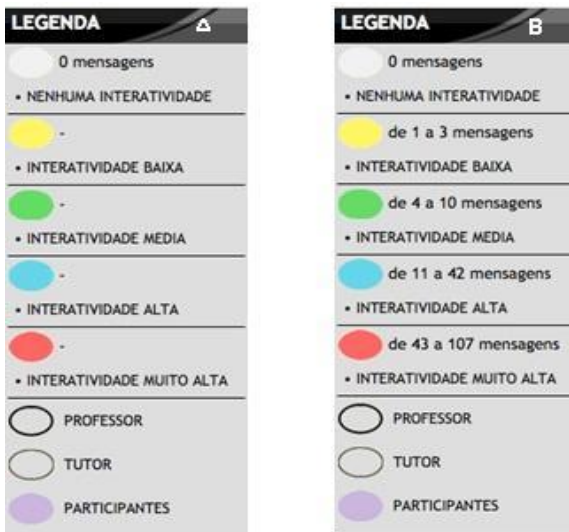 LEGENDA A
0 mensagens
• NENHUMA INTERATIVIDADE
-
• INTERATIVIDADE BAIXA
-
• INTERATIVIDADE MEDIA
-
• INTERATIVIDADE ALTA
-
• INTERATIVIDADE MUITO ALTA
PROFESSOR
TUTOR
PARTICIPANTES
LEGENDA B
0 mensagens
• NENHUMA INTERATIVIDADE
de 1 a 3 mensagens
• INTERATIVIDADE BAIXA
de 4 a 10 mensagens
• INTERATIVIDADE MEDIA
de 11 a 42 mensagens
• INTERATIVIDADE ALTA
de 43 a 107 mensagens
• INTERATIVIDADE MUITO ALTA
PROFESSOR
TUTOR
PARTICIPANTES